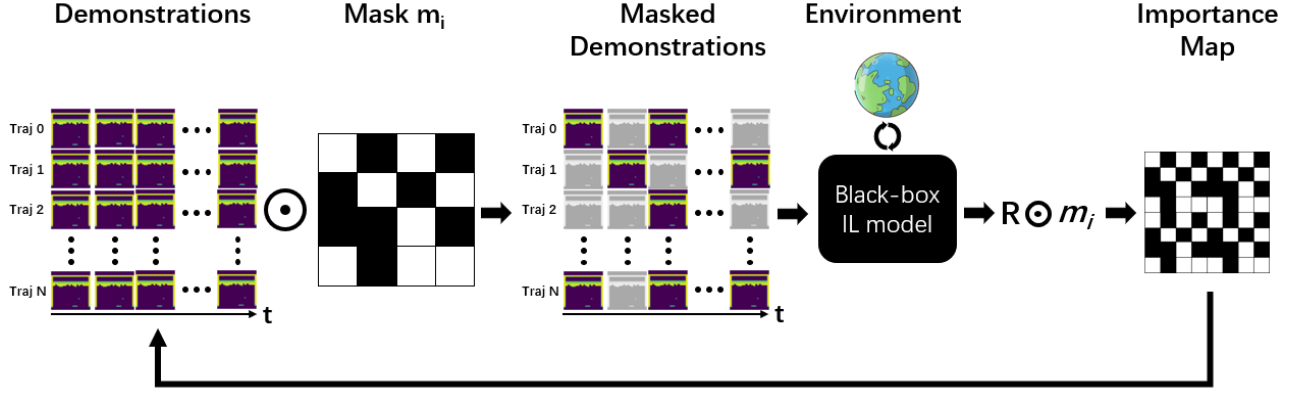 Demonstrations
Mask mᵢ
Masked
Demonstrations
Environment
Importance
Map
Traj 0
Traj 1
Traj 2
Traj N
t
Traj 0
Traj 1
Traj 2
Traj N
t
Black-box
IL model
R ⊙ mᵢ